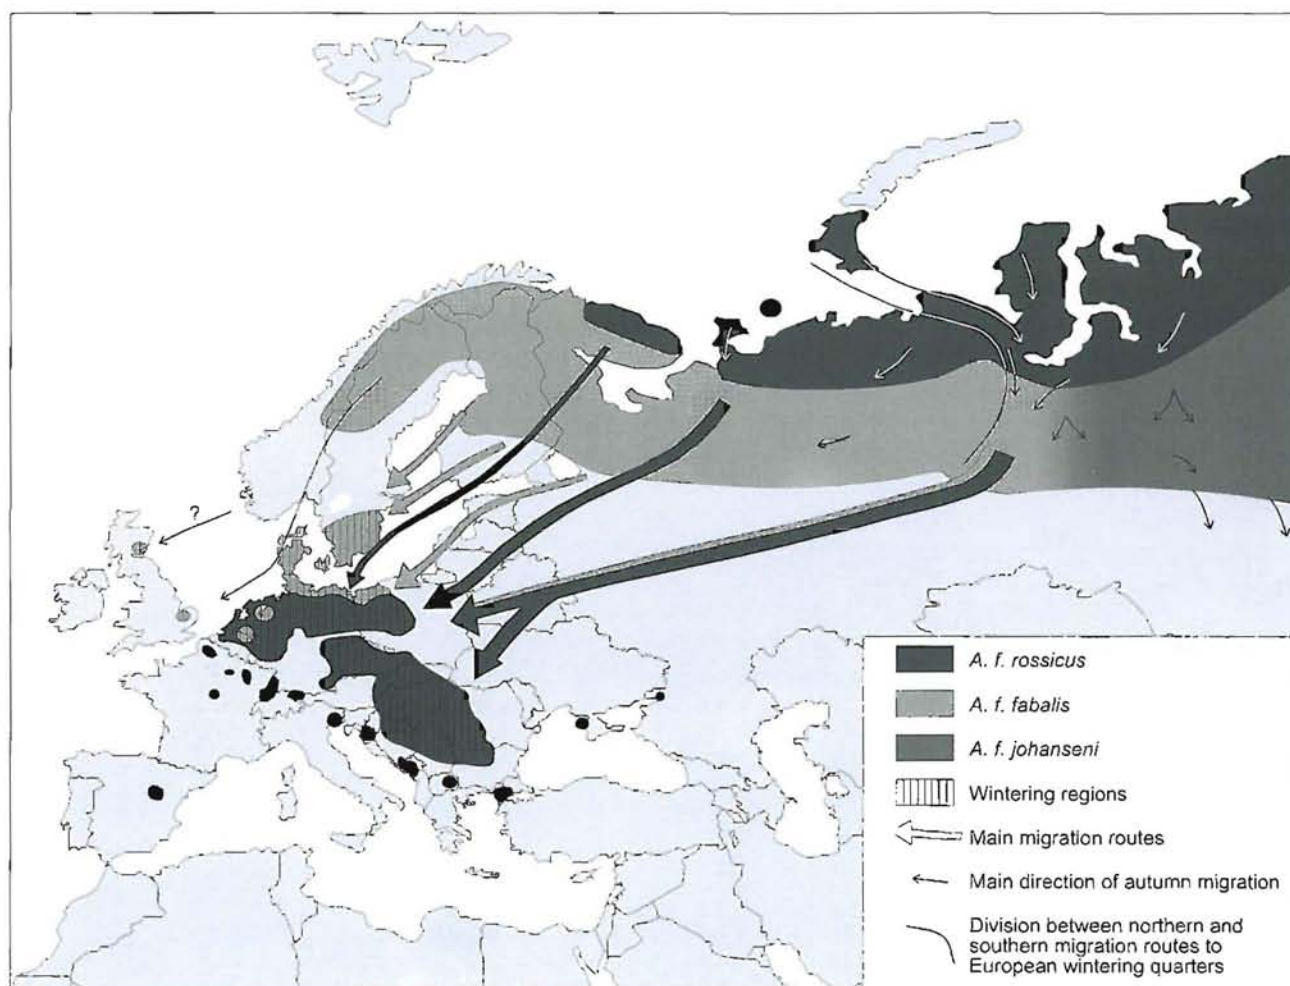 ?
A. f. rossicus
A. f. fabalis
A. f. johanseni
Wintering regions
Main migration routes
Main direction of autumn migration
Division between northern and
southern migration routes to
European wintering quarters